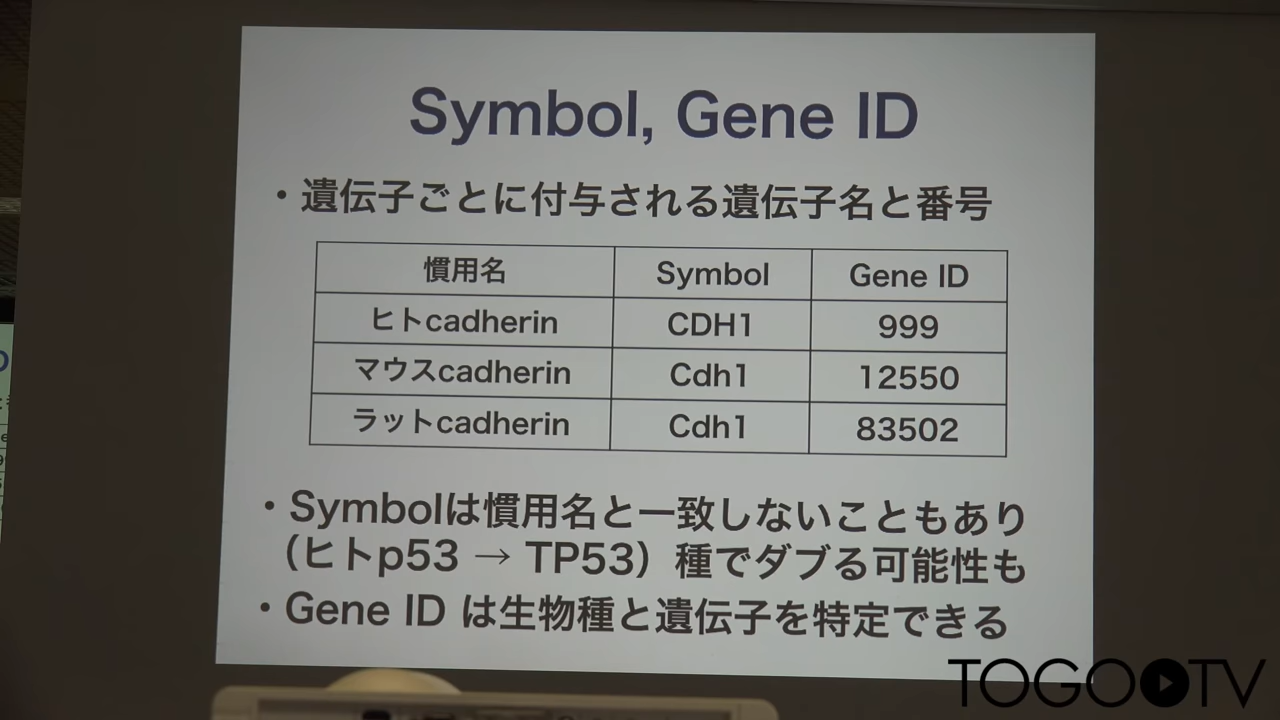 Symbol, Gene ID
・遺伝子ごとに付与される遺伝子名と番号
慣用名 Symbol Gene ID
ヒトcadherin CDH1 999
マウスcadherin Cdh1 12550
ラットcadherin Cdh1 83502
・Symbolは慣用名と一致しないこともあり
（ヒトp53 → TP53）種でダブる可能性も
・Gene ID は生物種と遺伝子を特定できる
TOGOTV